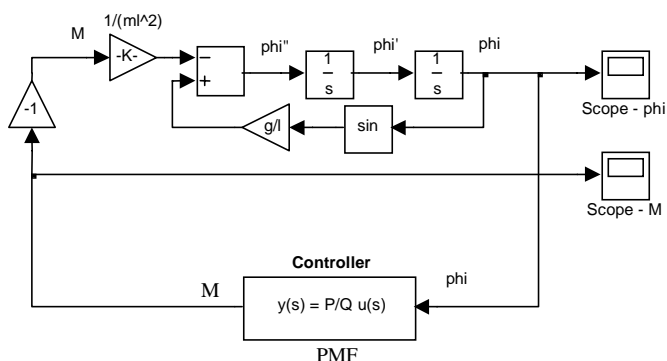 1/(ml^2)
M
-K-
−
+
phi''
1
s
phi'
1
s
phi
Scope - phi
-1
g/l
sin
Scope - M
Controller
M
y(s) = P/Q u(s)
phi
PMF